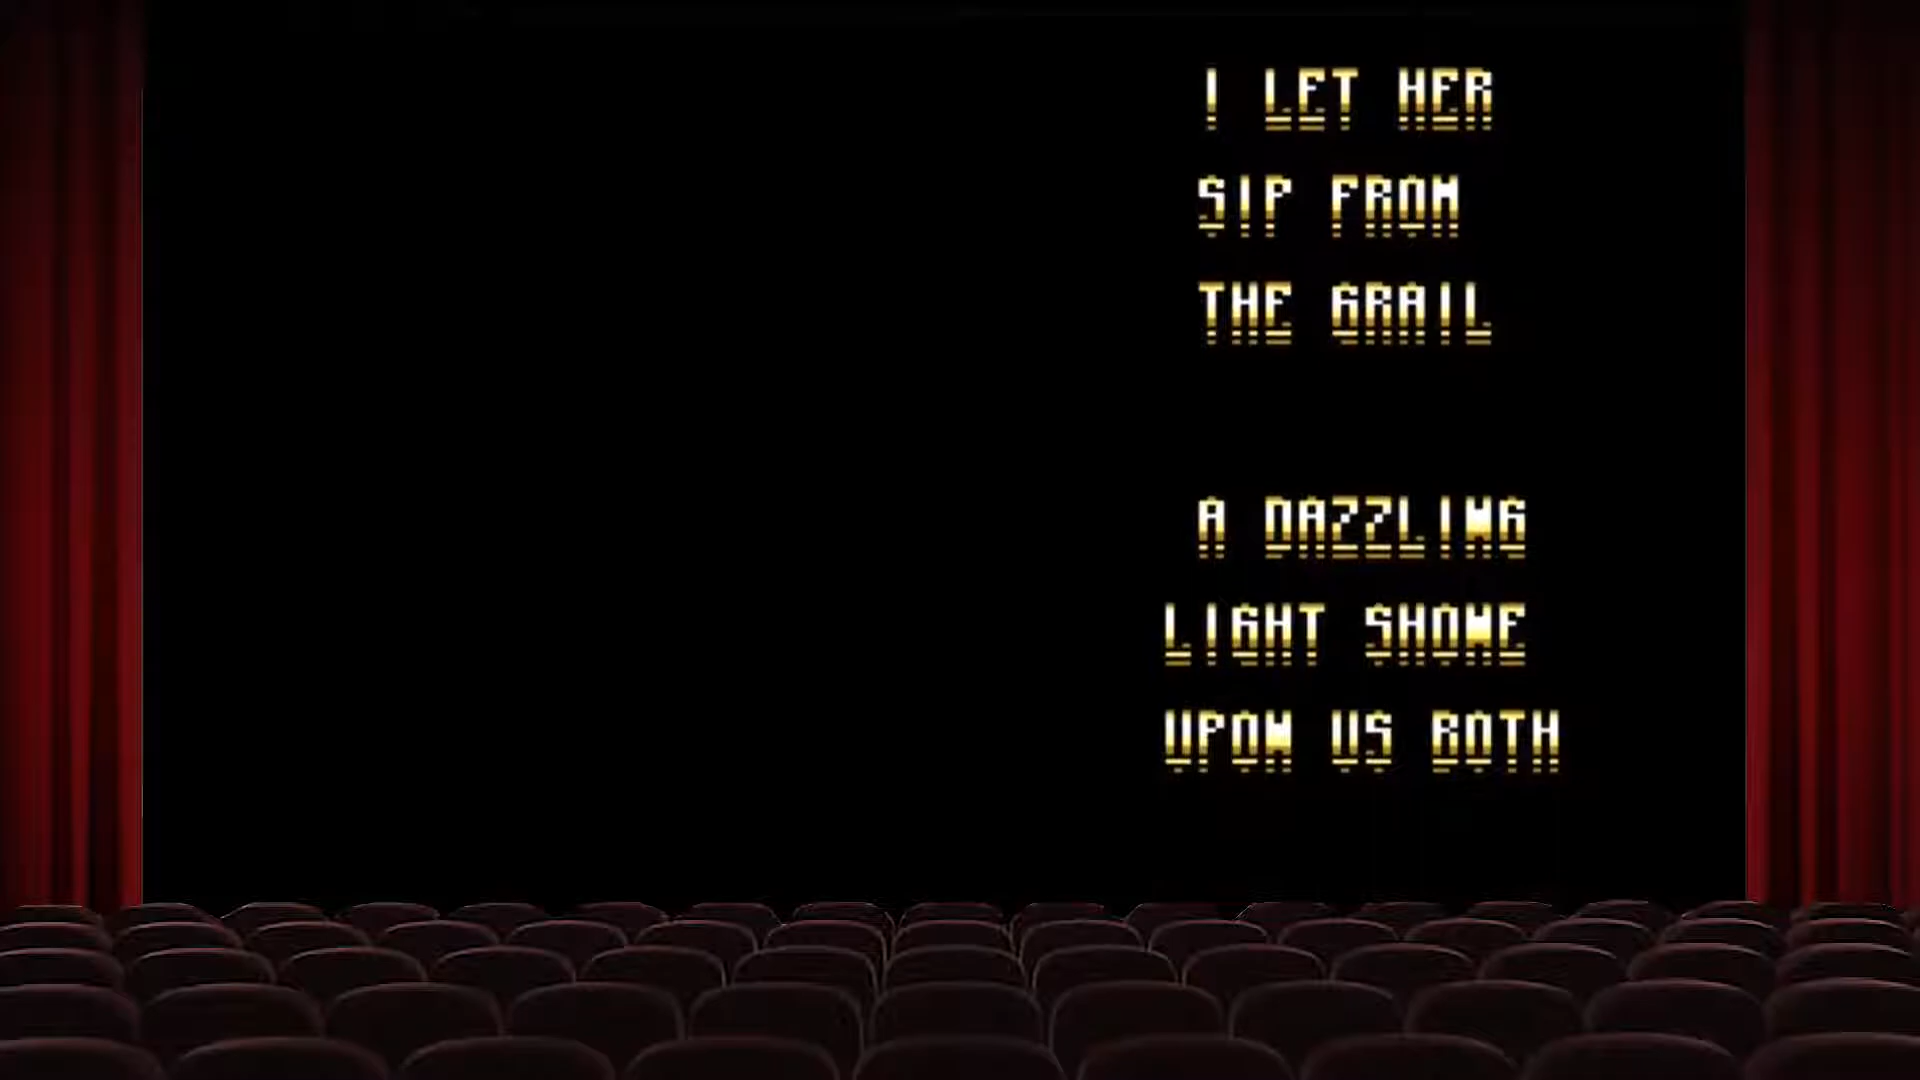 I LET HER
SIP FROM
THE GRAIL
A DAZZLING
LIGHT SHONE
UPON US BOTH